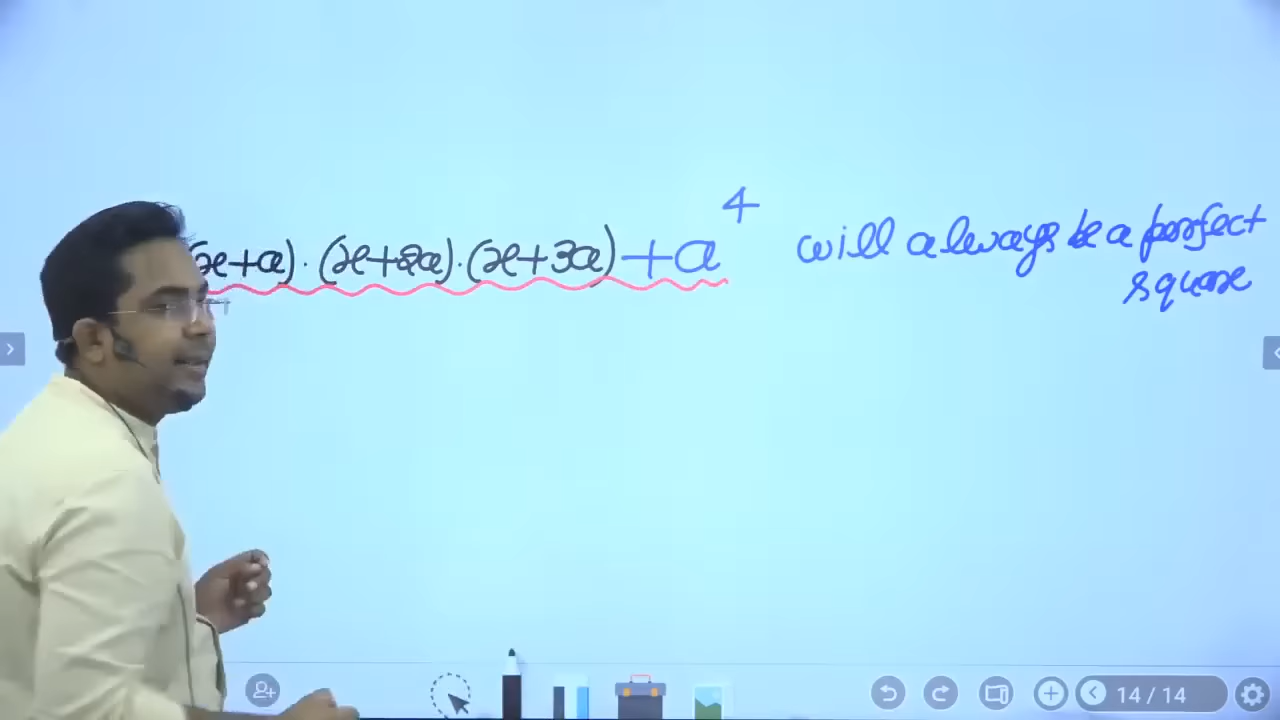 (x+a)·(x+2a)·(x+3a)+a⁴ will always be a perfect
square
14 / 14